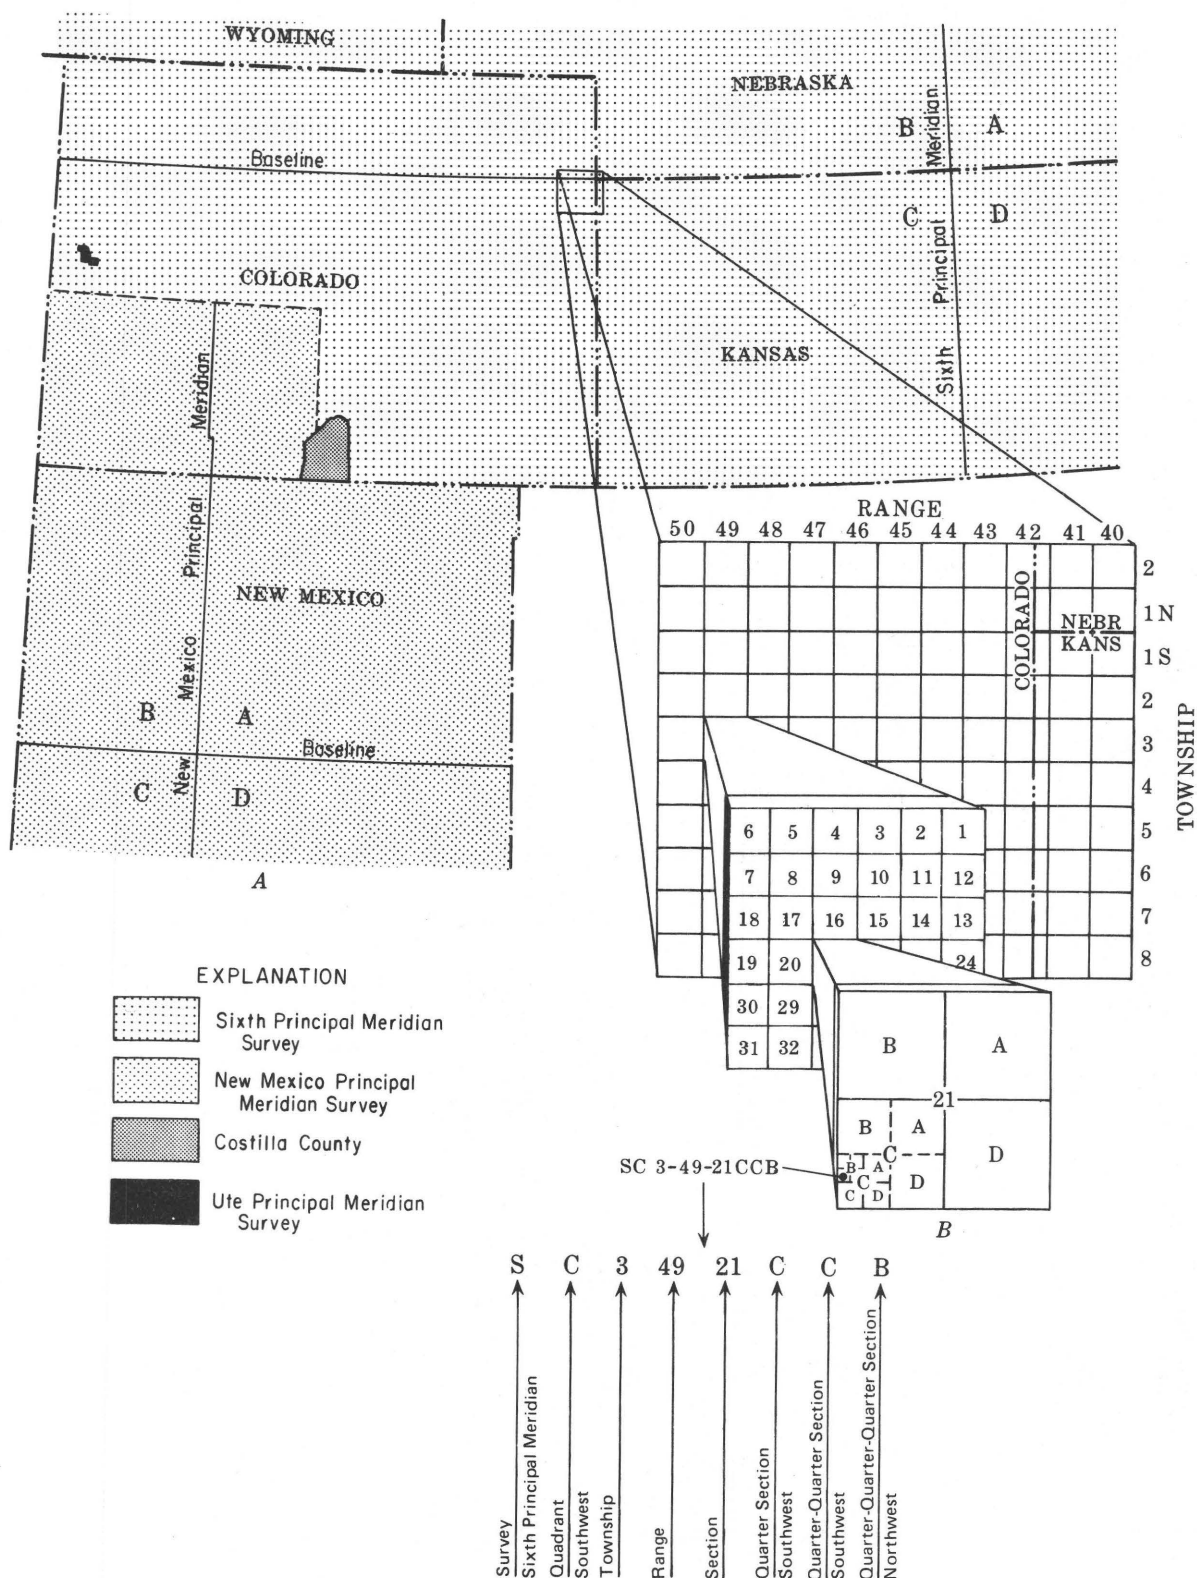 WYOMING
NEBRASKA
B A
Meridian
Baseline
C D
Principal
COLORADO
KANSAS
Sixth
Meridian
Principal
NEW MEXICO
Mexico
B A
Baseline
New
C D
A
RANGE
50 49 48 47 46 45 44 43 42 41 40
2
1N
COLORADO
NEBR
KANS
1S
2
3
4
5
6
7
8
TOWNSHIP
6 5 4 3 2 1
7 8 9 10 11 12
18 17 16 15 14 13
19 20 24
30 29
31 32
B A
21
B A
C D
B A
C D
C D
SC 3-49-21CCB
B
EXPLANATION
Sixth Principal Meridian
Survey
New Mexico Principal
Meridian Survey
Costilla County
Ute Principal Meridian
Survey
S C 3 49 21 C C B
Survey
Sixth Principal Meridian
Quadrant
Southwest
Township
Range
Section
Quarter Section
Southwest
Quarter-Quarter Section
Southwest
Quarter-Quarter-Quarter Section
Northwest